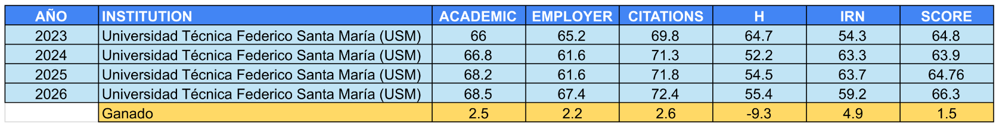 AÑO INSTITUTION ACADEMIC EMPLOYER CITATIONS H IRN SCORE
2023 Universidad Técnica Federico Santa María (USM) 66 65.2 69.8 64.7 54.3 64.8
2024 Universidad Técnica Federico Santa María (USM) 66.8 61.6 71.3 52.2 63.3 63.9
2025 Universidad Técnica Federico Santa María (USM) 68.2 61.6 71.8 54.5 63.7 64.76
2026 Universidad Técnica Federico Santa María (USM) 68.5 67.4 72.4 55.4 59.2 66.3
Ganado 2.5 2.2 2.6 -9.3 4.9 1.5